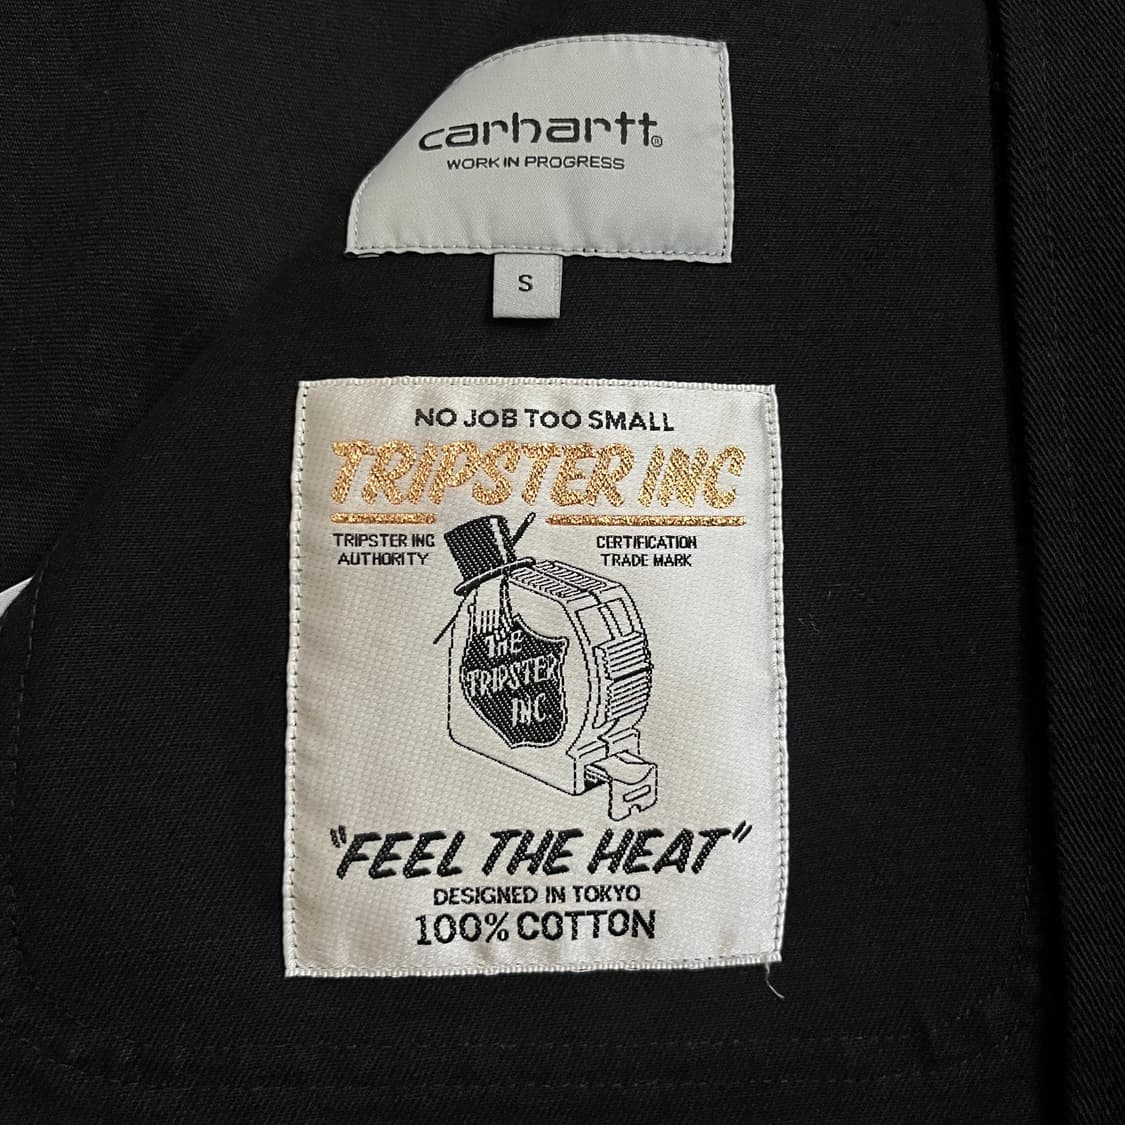 carhartt®
WORK IN PROGRESS
S
NO JOB TOO SMALL
TRIPSTER INC
TRIPSTER INC
AUTHORITY
CERTIFICATION
TRADE MARK
THE
TRIPSTER
INC.
"FEEL THE HEAT"
DESIGNED IN TOKYO
100% COTTON